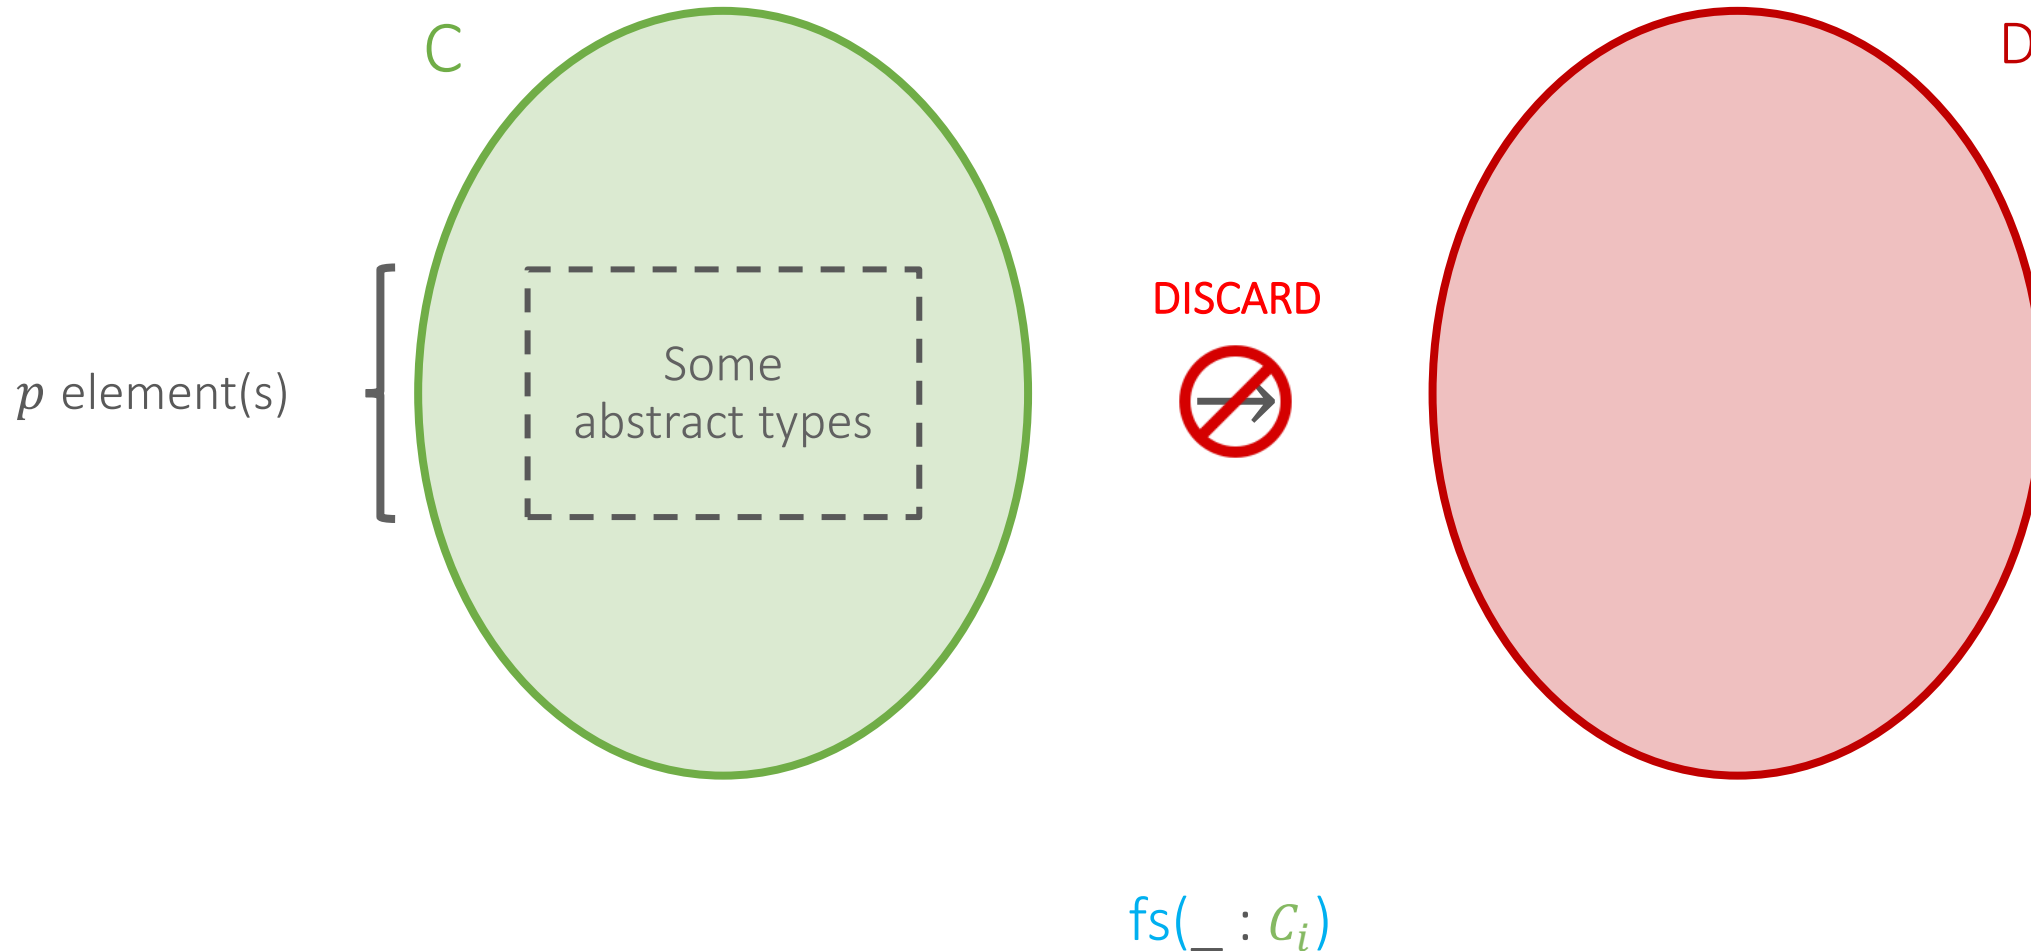 C
D
DISCARD
Some
abstract types
p element(s)
fs(_ : Cᵢ)